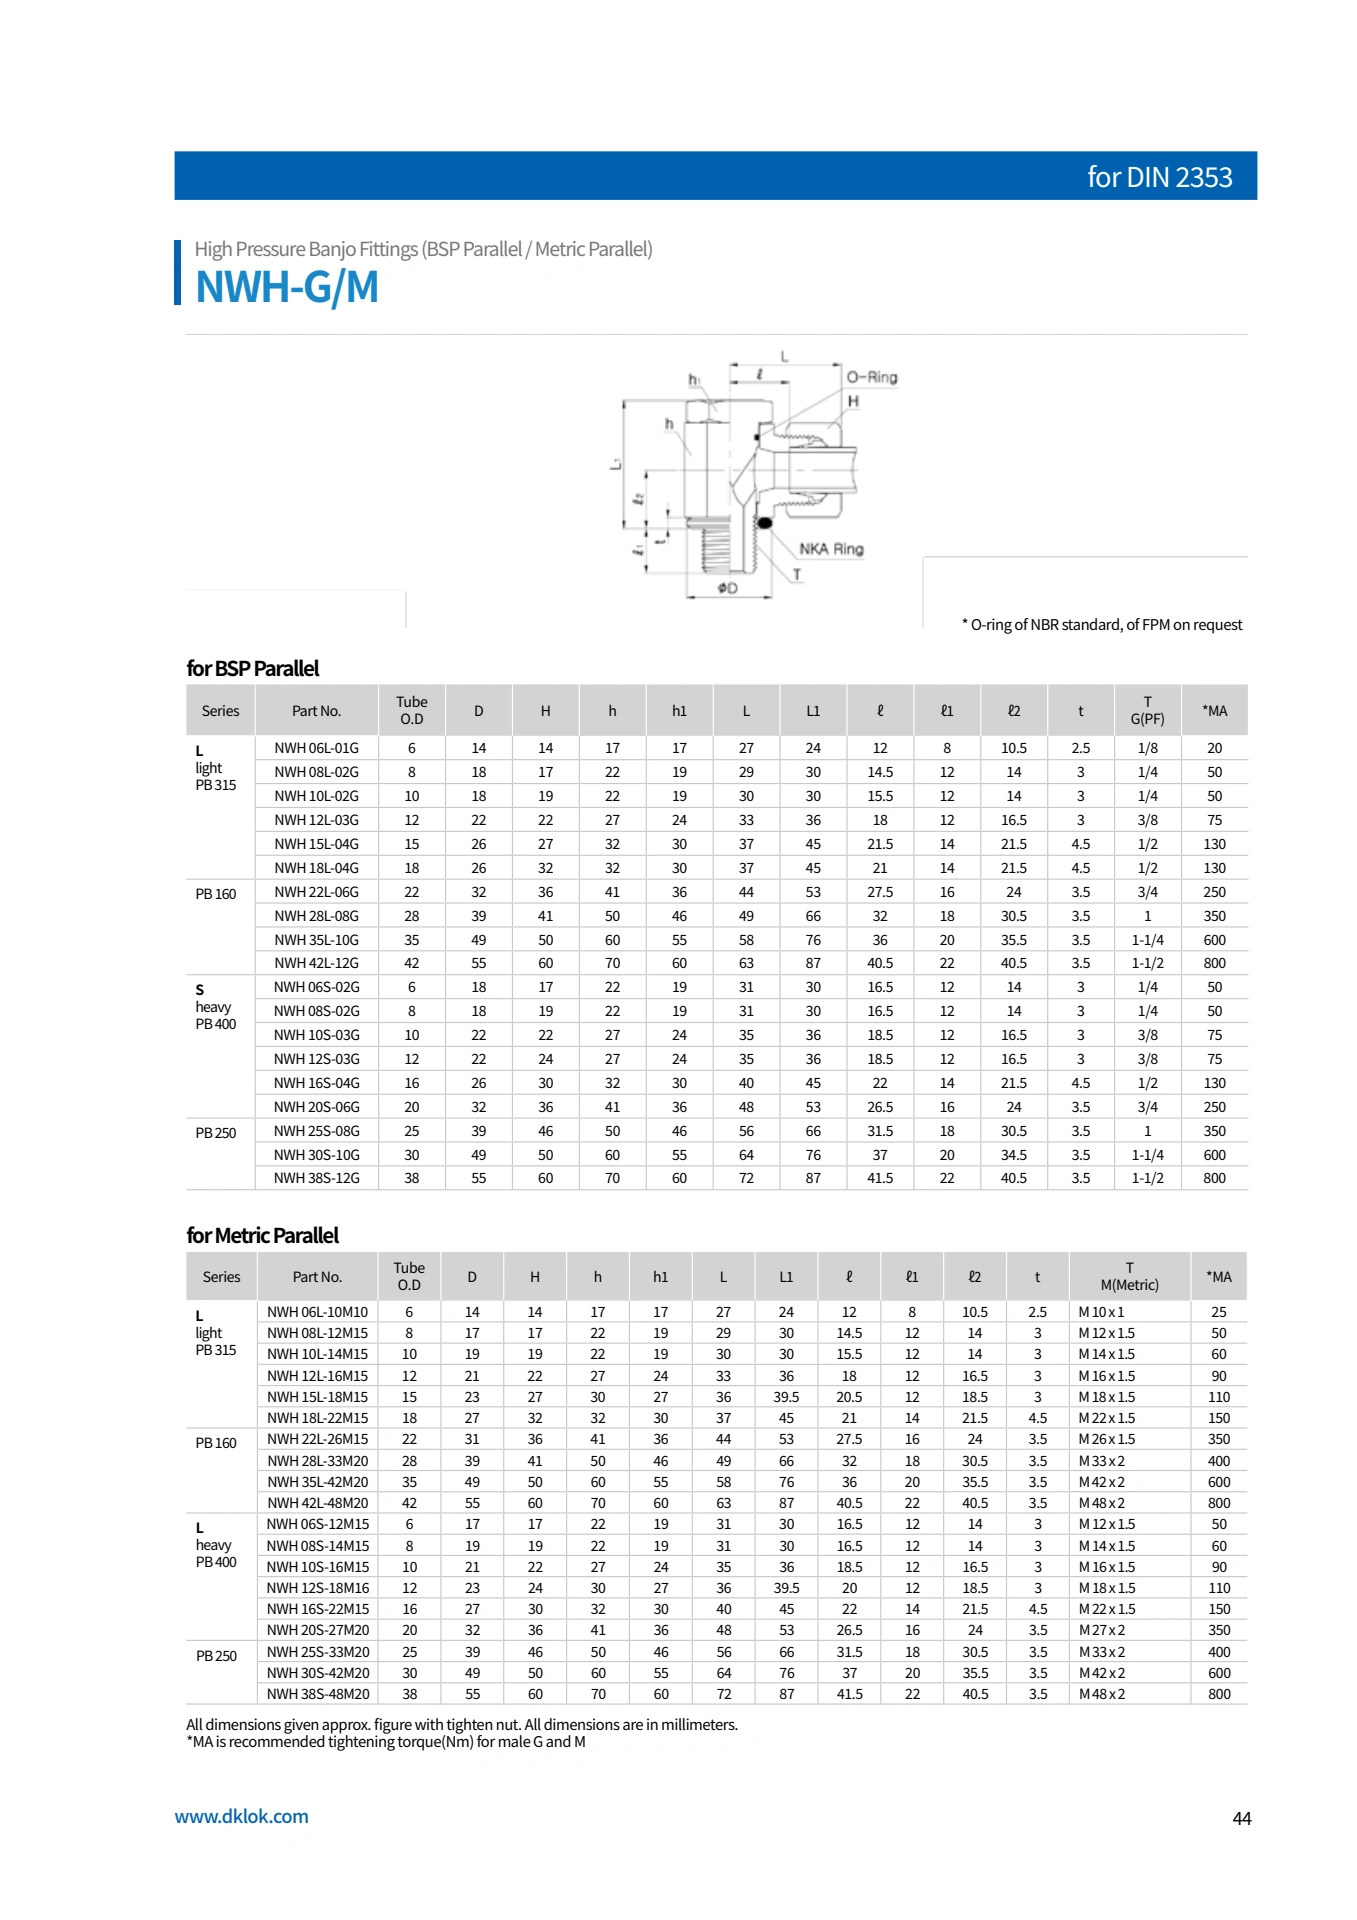 for DIN 2353
High Pressure Banjo Fittings (BSP Parallel / Metric Parallel)
NWH-G/M
L
ℓ
O-Ring
h1
H
h
L1
ℓ2
ℓ1
t
NKA Ring
T
øD
* O-ring of NBR standard, of FPM on request
for BSP Parallel
Series Part No. Tube O.D D H h h1 L L1 ℓ ℓ1 ℓ2 t T G(PF) *MA
L light PB 315
NWH 06L-01G 6 14 14 17 17 27 24 12 8 10.5 2.5 1/8 20
NWH 08L-02G 8 18 17 22 19 29 30 14.5 12 14 3 1/4 50
NWH 10L-02G 10 18 19 22 19 30 30 15.5 12 14 3 1/4 50
NWH 12L-03G 12 22 22 27 24 33 36 18 12 16.5 3 3/8 75
NWH 15L-04G 15 26 27 32 30 37 45 21.5 14 21.5 4.5 1/2 130
NWH 18L-04G 18 26 32 32 30 37 45 21 14 21.5 4.5 1/2 130
PB 160
NWH 22L-06G 22 32 36 41 36 44 53 27.5 16 24 3.5 3/4 250
NWH 28L-08G 28 39 41 50 46 49 66 32 18 30.5 3.5 1 350
NWH 35L-10G 35 49 50 60 55 58 76 36 20 35.5 3.5 1-1/4 600
NWH 42L-12G 42 55 60 70 60 63 87 40.5 22 40.5 3.5 1-1/2 800
S heavy PB 400
NWH 06S-02G 6 18 17 22 19 31 30 16.5 12 14 3 1/4 50
NWH 08S-02G 8 18 19 22 19 31 30 16.5 12 14 3 1/4 50
NWH 10S-03G 10 22 22 27 24 35 36 18.5 12 16.5 3 3/8 75
NWH 12S-03G 12 22 24 27 24 35 36 18.5 12 16.5 3 3/8 75
NWH 16S-04G 16 26 30 32 30 40 45 22 14 21.5 4.5 1/2 130
NWH 20S-06G 20 32 36 41 36 48 53 26.5 16 24 3.5 3/4 250
PB 250
NWH 25S-08G 25 39 46 50 46 56 66 31.5 18 30.5 3.5 1 350
NWH 30S-10G 30 49 50 60 55 64 76 37 20 34.5 3.5 1-1/4 600
NWH 38S-12G 38 55 60 70 60 72 87 41.5 22 40.5 3.5 1-1/2 800
for Metric Parallel
Series Part No. Tube O.D D H h h1 L L1 ℓ ℓ1 ℓ2 t T M(Metric) *MA
L light PB 315
NWH 06L-10M10 6 14 14 17 17 27 24 12 8 10.5 2.5 M 10 x 1 25
NWH 08L-12M15 8 17 17 22 19 29 30 14.5 12 14 3 M 12 x 1.5 50
NWH 10L-14M15 10 19 19 22 19 30 30 15.5 12 14 3 M 14 x 1.5 60
NWH 12L-16M15 12 21 22 27 24 33 36 18 12 16.5 3 M 16 x 1.5 90
NWH 15L-18M15 15 23 27 30 27 36 39.5 20.5 12 18.5 3 M 18 x 1.5 110
NWH 18L-22M15 18 27 32 32 30 37 45 21 14 21.5 4.5 M 22 x 1.5 150
PB 160
NWH 22L-26M15 22 31 36 41 36 44 53 27.5 16 24 3.5 M 26 x 1.5 350
NWH 28L-33M20 28 39 41 50 46 49 66 32 18 30.5 3.5 M 33 x 2 400
NWH 35L-42M20 35 49 50 60 55 58 76 36 20 35.5 3.5 M 42 x 2 600
NWH 42L-48M20 42 55 60 70 60 63 87 40.5 22 40.5 3.5 M 48 x 2 800
L heavy PB 400
NWH 06S-12M15 6 17 17 22 19 31 30 16.5 12 14 3 M 12 x 1.5 50
NWH 08S-14M15 8 19 19 22 19 31 30 16.5 12 14 3 M 14 x 1.5 60
NWH 10S-16M15 10 21 22 27 24 35 36 18.5 12 16.5 3 M 16 x 1.5 90
NWH 12S-18M16 12 23 24 30 27 36 39.5 20 12 18.5 3 M 18 x 1.5 110
NWH 16S-22M15 16 27 30 32 30 40 45 22 14 21.5 4.5 M 22 x 1.5 150
NWH 20S-27M20 20 32 36 41 36 48 53 26.5 16 24 3.5 M 27 x 2 350
PB 250
NWH 25S-33M20 25 39 46 50 46 56 66 31.5 18 30.5 3.5 M 33 x 2 400
NWH 30S-42M20 30 49 50 60 55 64 76 37 20 35.5 3.5 M 42 x 2 600
NWH 38S-48M20 38 55 60 70 60 72 87 41.5 22 40.5 3.5 M 48 x 2 800
All dimensions given approx. figure with tighten nut. All dimensions are in millimeters.
*MA is recommended tightening torque(Nm) for male G and M
www.dklok.com
44